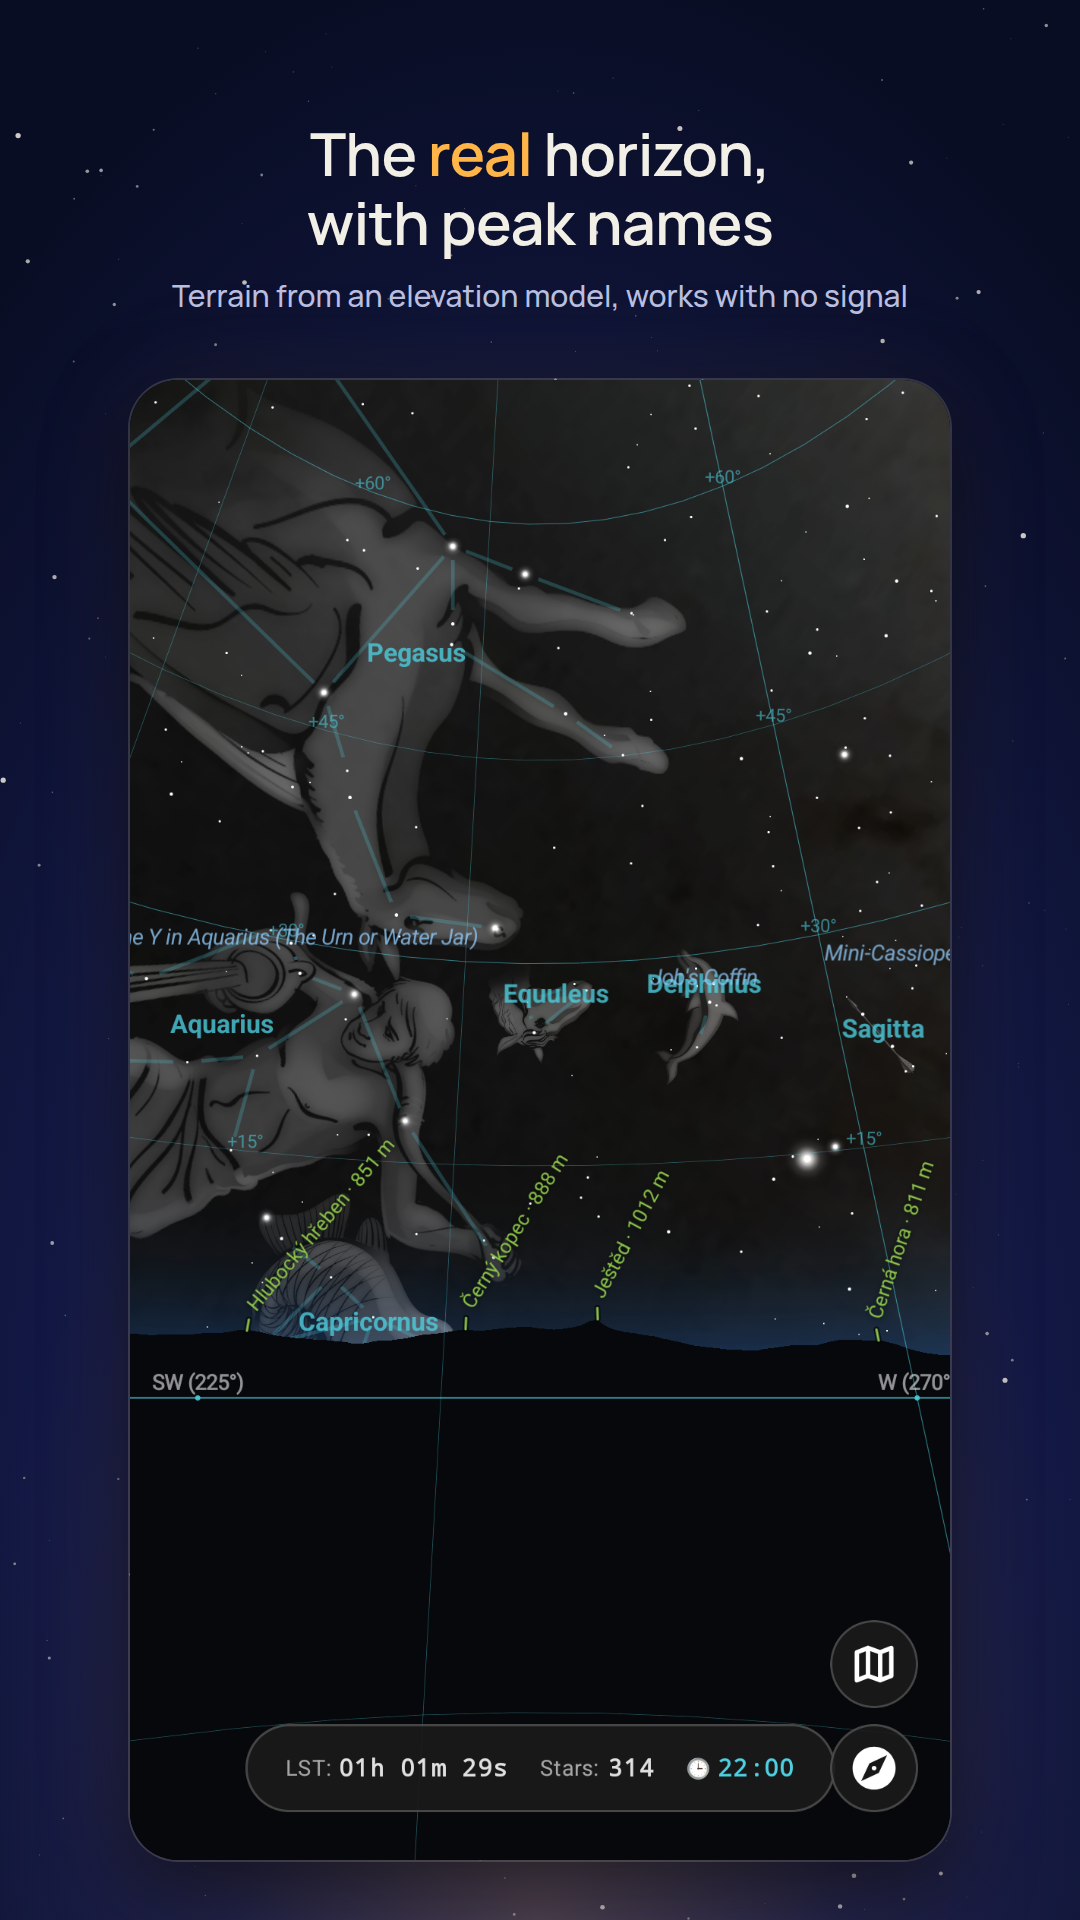 The real horizon,
with peak names
Terrain from an elevation model, works with no signal
+60°
+60°
Pegasus
+45°
+45°
+30°
+30°
e Y in Aquarius (The Urn or Water Jar)
Mini-Cassiope
Job's Coffin
Delphinus
Equuleus
Aquarius
Sagitta
+15°
+15°
Hlubocký hřeben · 851 m
Černý kopec · 888 m
Ještěd · 1012 m
Černá hora · 811 m
Capricornus
SW (225°)
W (270°
LST: 01h 01m 29s Stars: 314 22:00